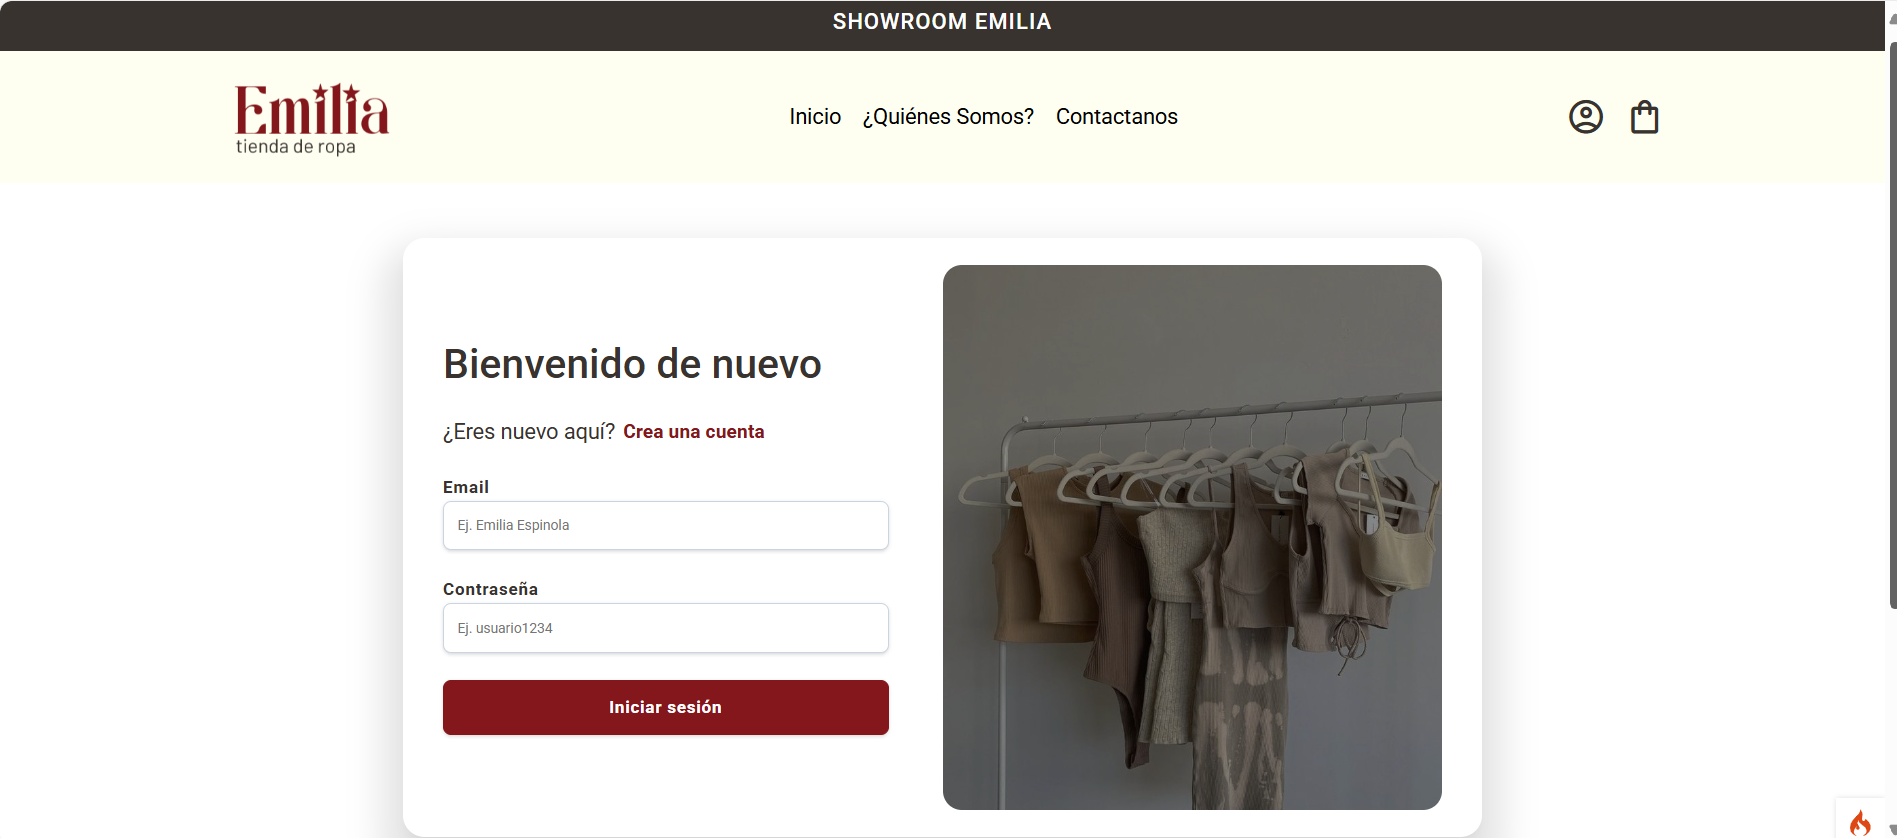 SHOWROOM EMILIA
Emilia
tienda de ropa
Inicio ¿Quiénes Somos? Contactanos
Bienvenido de nuevo
¿Eres nuevo aquí? Crea una cuenta
Email
Ej. Emilia Espinola
Contraseña
Ej. usuario1234
Iniciar sesión